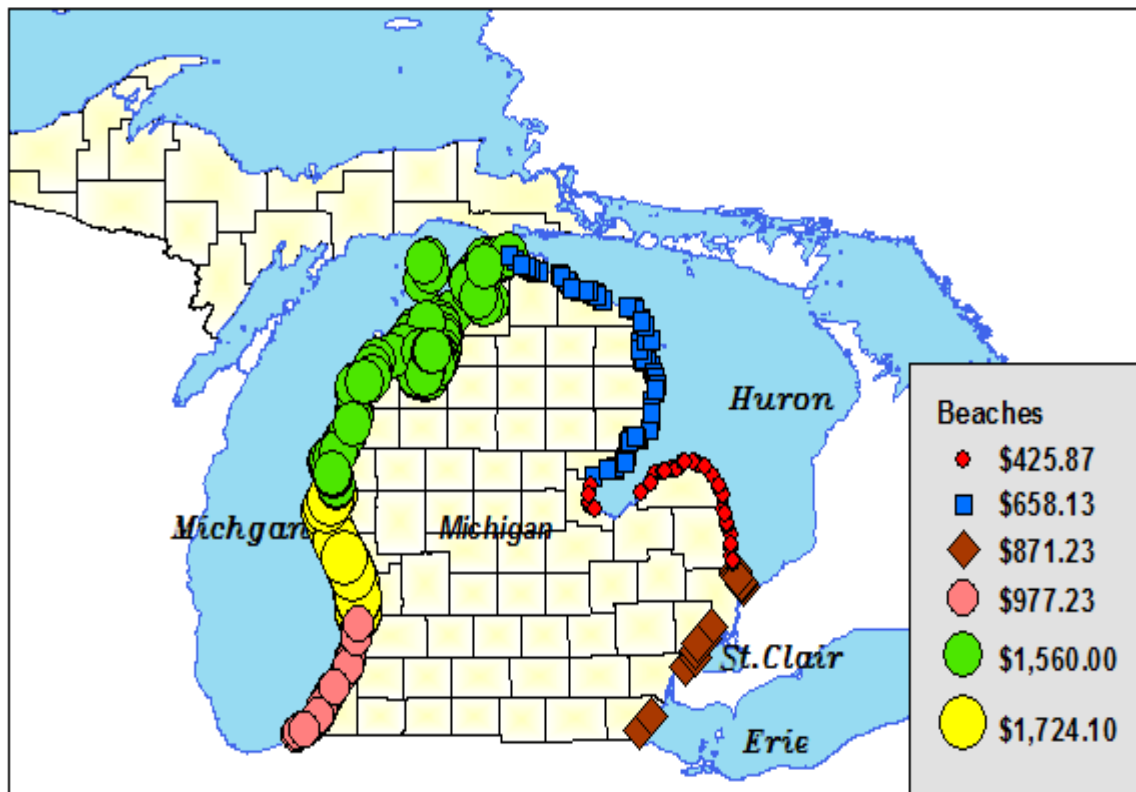 Huron
Michgan
Michigan
St.Clair
Erie
Beaches
$425.87
$658.13
$871.23
$977.23
$1,560.00
$1,724.10